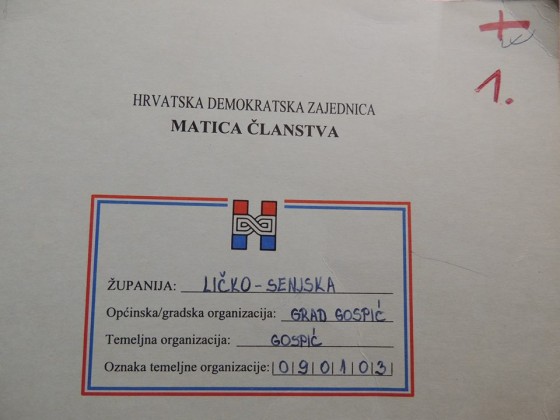 +
1.
HRVATSKA DEMOKRATSKA ZAJEDNICA
MATICA ČLANSTVA
ŽUPANIJA: LIČKO-SENJSKA
Općinska/gradska organizacija: GRAD GOSPIĆ
Temeljna organizacija: GOSPIĆ
Oznaka temeljne organizacije: |0|9|0|1|0|3|